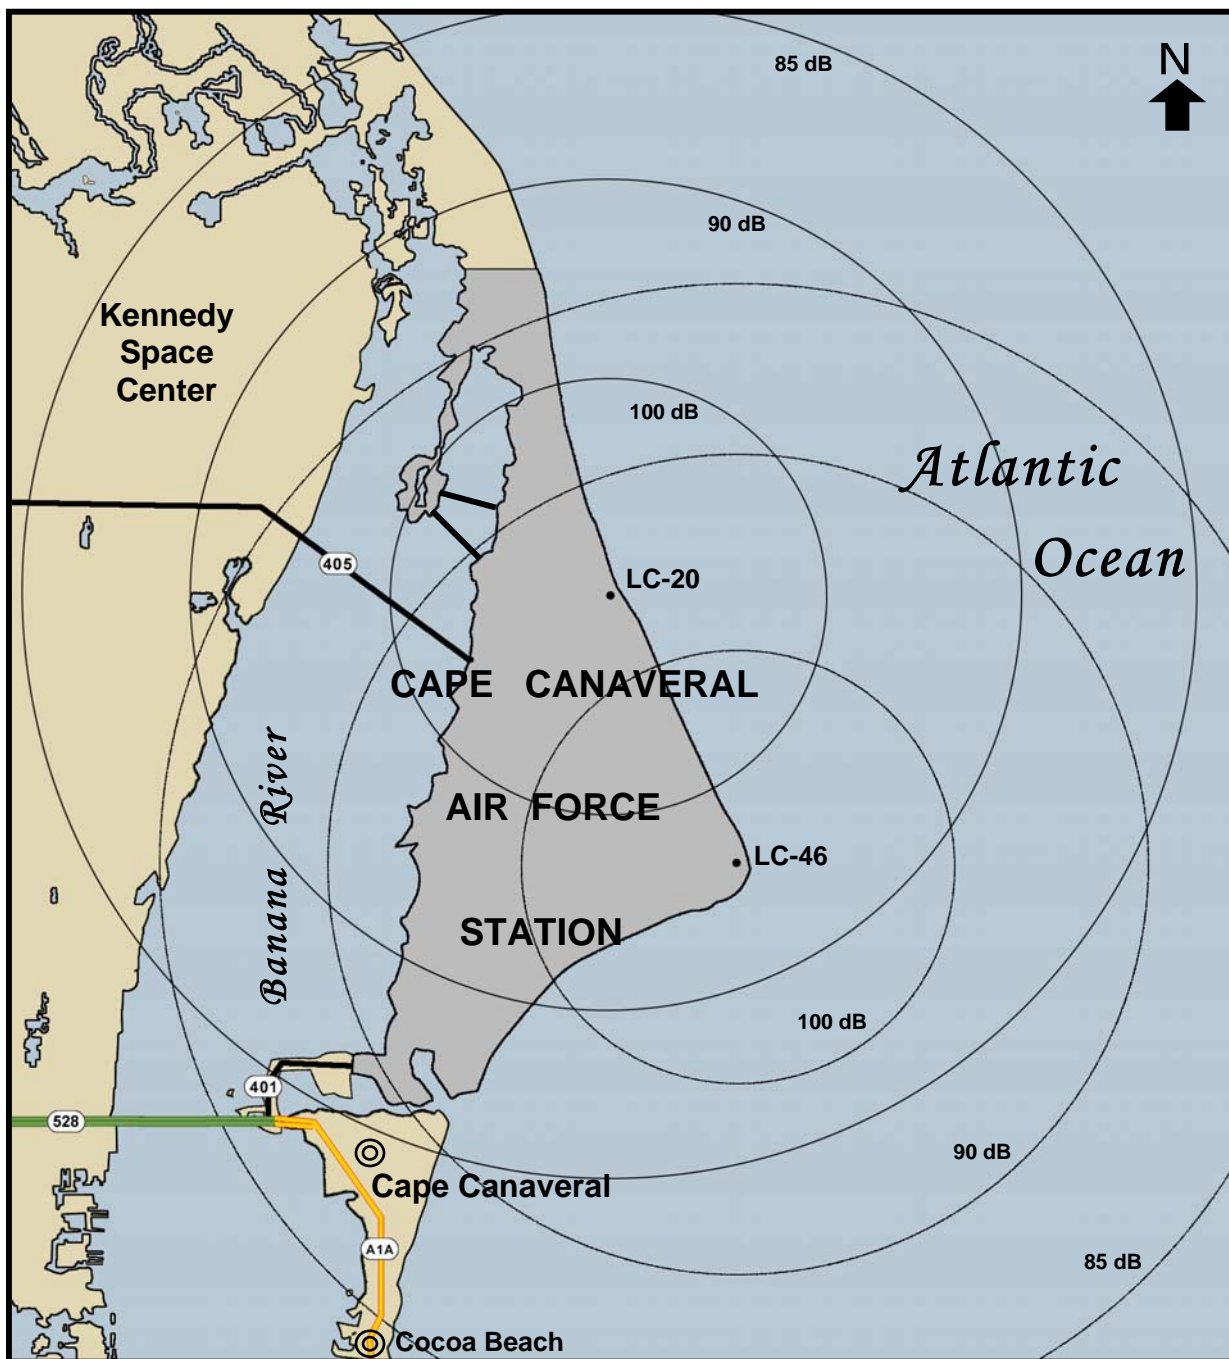 85 dB
N
90 dB
Kennedy
Space
Center
100 dB
Atlantic
Ocean
405
LC-20
CAPE CANAVERAL
Banana River
AIR FORCE
LC-46
STATION
100 dB
401
528
90 dB
Cape Canaveral
A1A
85 dB
Cocoa Beach